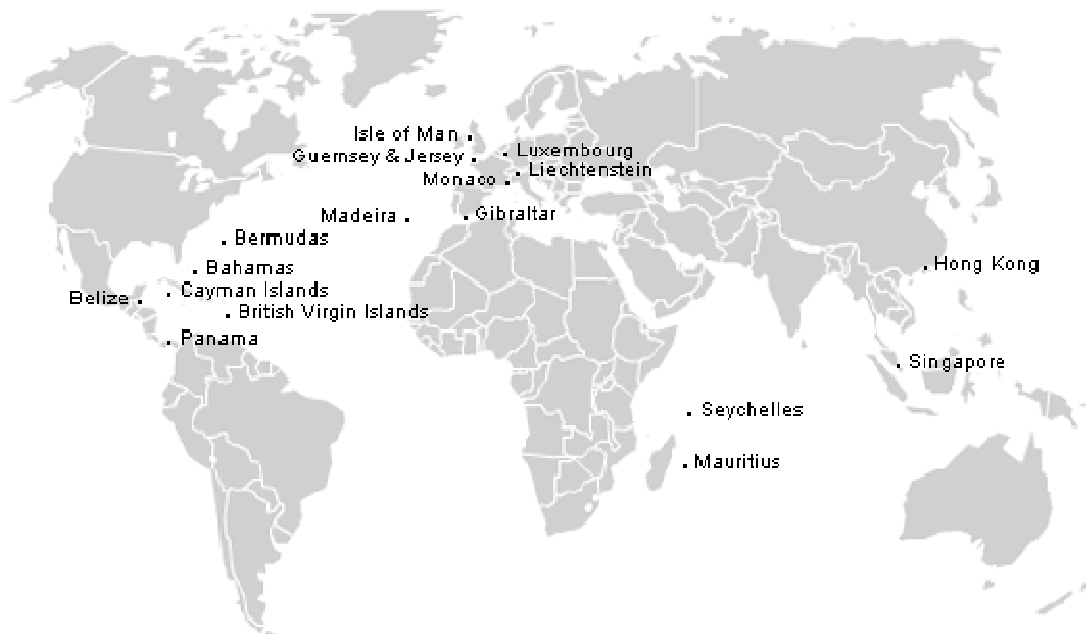 Isle of Man
Guernsey & Jersey
Luxembourg
Liechtenstein
Monaco
Madeira
Gibraltar
Bermudas
Bahamas
Hong Kong
Cayman Islands
Belize
British Virgin Islands
Panama
Singapore
Seychelles
Mauritius